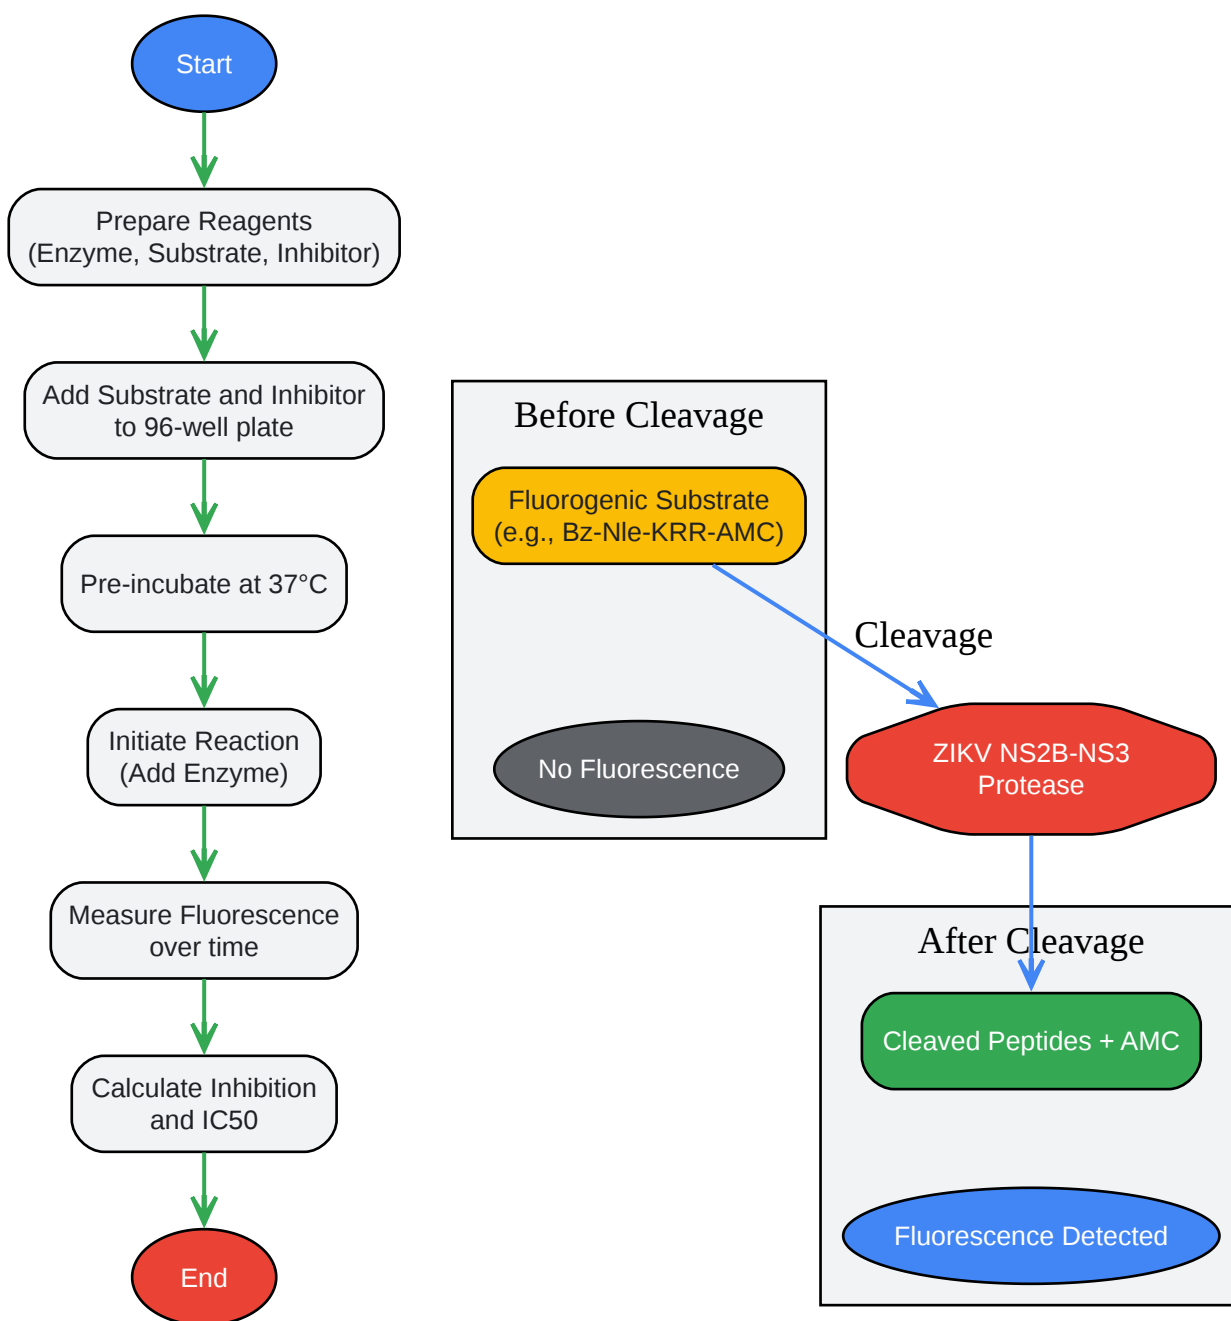 Start
Prepare Reagents
(Enzyme, Substrate, Inhibitor)
Add Substrate and Inhibitor
to 96-well plate
Pre-incubate at 37°C
Initiate Reaction
(Add Enzyme)
Measure Fluorescence
over time
Calculate Inhibition
and IC50
End
Before Cleavage
Fluorogenic Substrate
(e.g., Bz-Nle-KRR-AMC)
No Fluorescence
Cleavage
ZIKV NS2B-NS3
Protease
After Cleavage
Cleaved Peptides + AMC
Fluorescence Detected